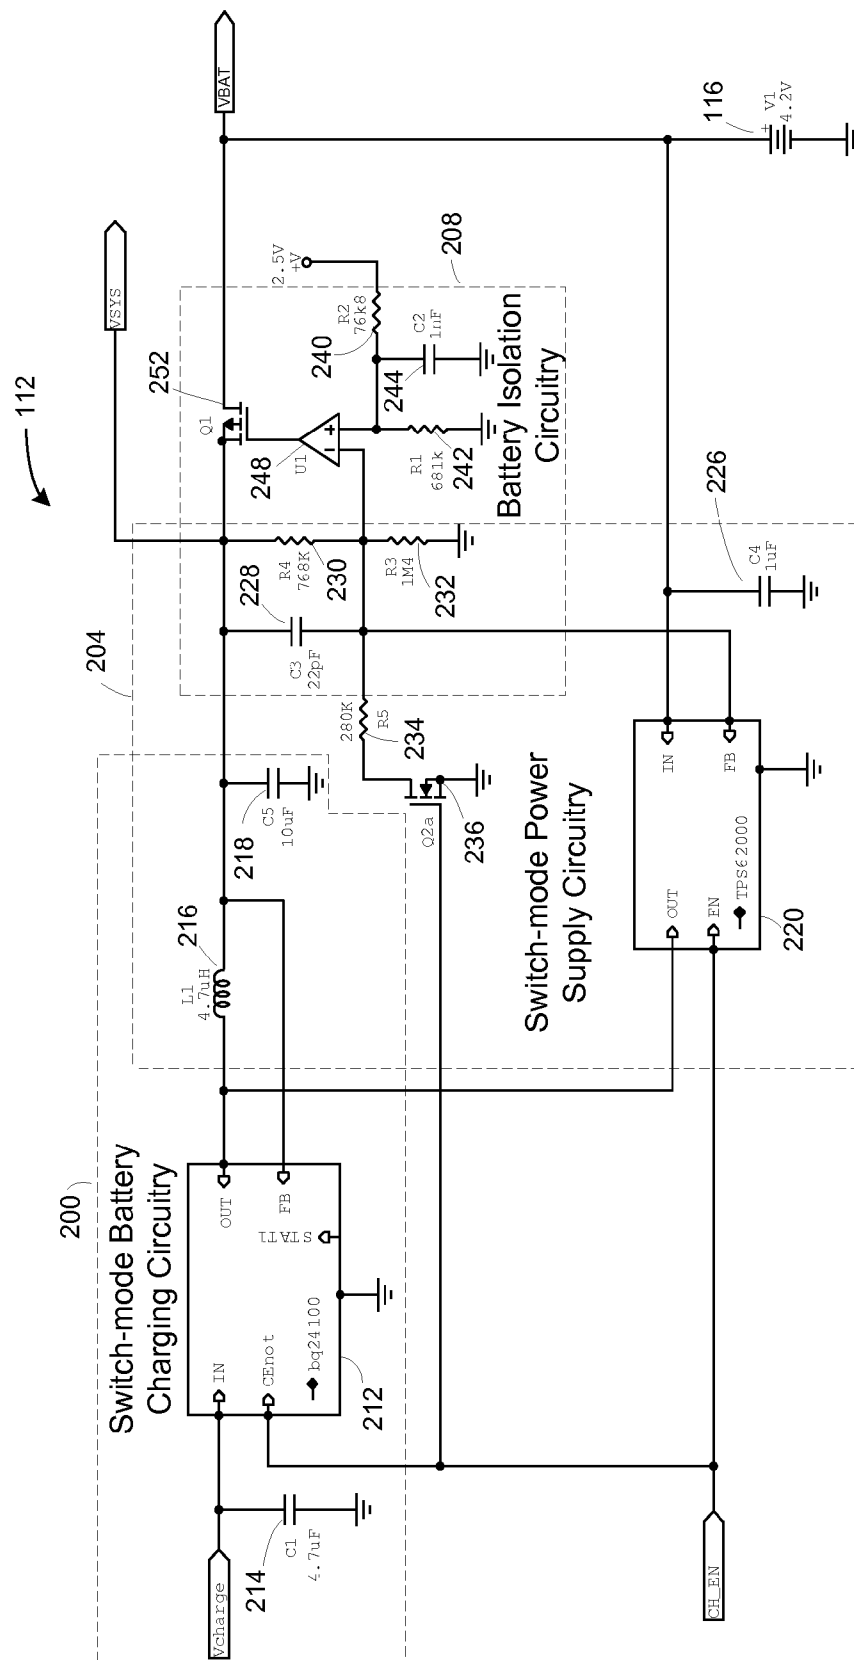 112
200
Switch-mode Battery
Charging Circuitry
Vcharge
214
C1
4.7uF
IN
CEnot
bq24100
212
OUT
FB
STAT1
L1
4.7uH
216
218
C5
10uF
204
Switch-mode Power
Supply Circuitry
CH_EN
Q2a
236
280K
R5
234
OUT
EN
TPS62000
220
IN
FB
C3
22pF
228
R4
768K
230
R3
1M4
232
226
C4
1uF
VSYS
208
Battery Isolation
Circuitry
252
Q1
248
U1
+
−
R1
681k
242
240
R2
76k8
244
C2
1nF
2.5V
+V
VBAT
116
+
V1
4.2V